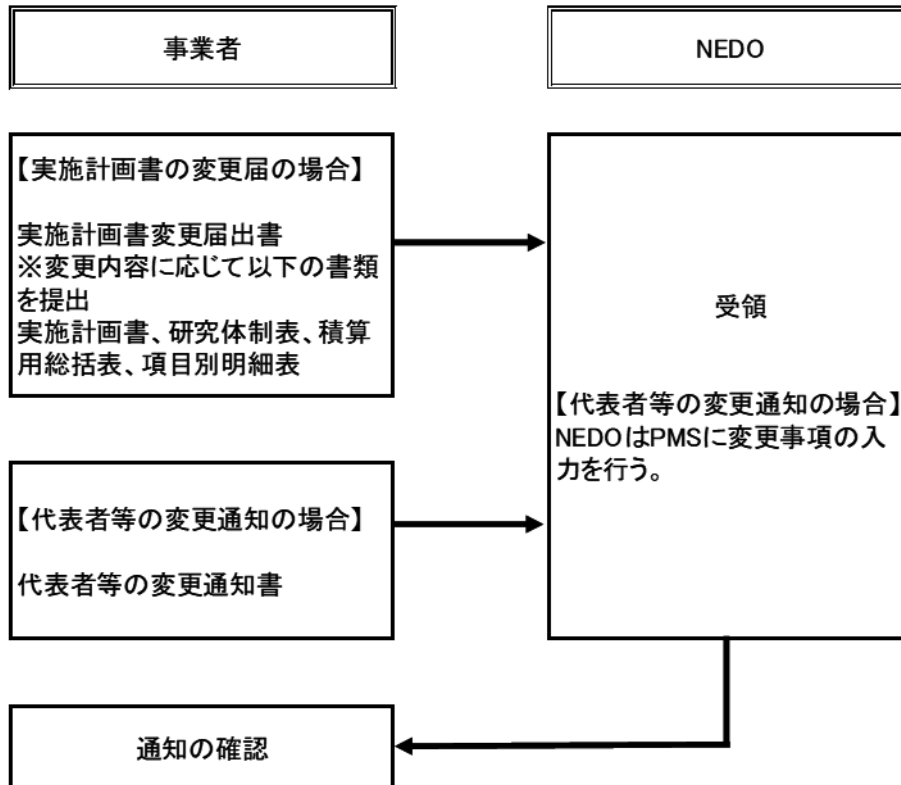 事業者
NEDO
【実施計画書の変更届の場合】
実施計画書変更届出書
※変更内容に応じて以下の書類
を提出
実施計画書、研究体制表、積算
用総括表、項目別明細表
受領
【代表者等の変更通知の場合】
NEDOはPMSに変更事項の入
力を行う。
【代表者等の変更通知の場合】
代表者等の変更通知書
通知の確認